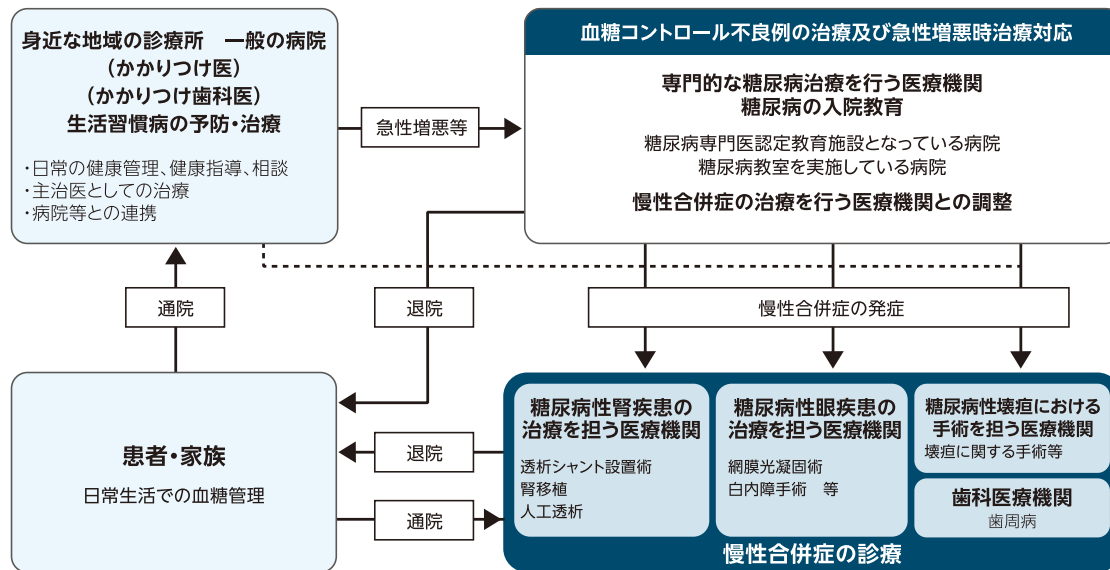 身近な地域の診療所　一般の病院
(かかりつけ医)
(かかりつけ歯科医)
生活習慣病の予防・治療
・日常の健康管理、健康指導、相談
・主治医としての治療
・病院等との連携
急性増悪等
血糖コントロール不良例の治療及び急性増悪時治療対応
専門的な糖尿病治療を行う医療機関
糖尿病の入院教育
糖尿病専門医認定教育施設となっている病院
糖尿病教室を実施している病院
慢性合併症の治療を行う医療機関との調整
通院
退院
慢性合併症の発症
患者・家族
日常生活での血糖管理
退院
通院
糖尿病性腎疾患の
治療を担う医療機関
透析シャント設置術
腎移植
人工透析
糖尿病性眼疾患の
治療を担う医療機関
網膜光凝固術
白内障手術　等
糖尿病性壊疽における
手術を担う医療機関
壊疽に関する手術等
歯科医療機関
歯周病
慢性合併症の診療